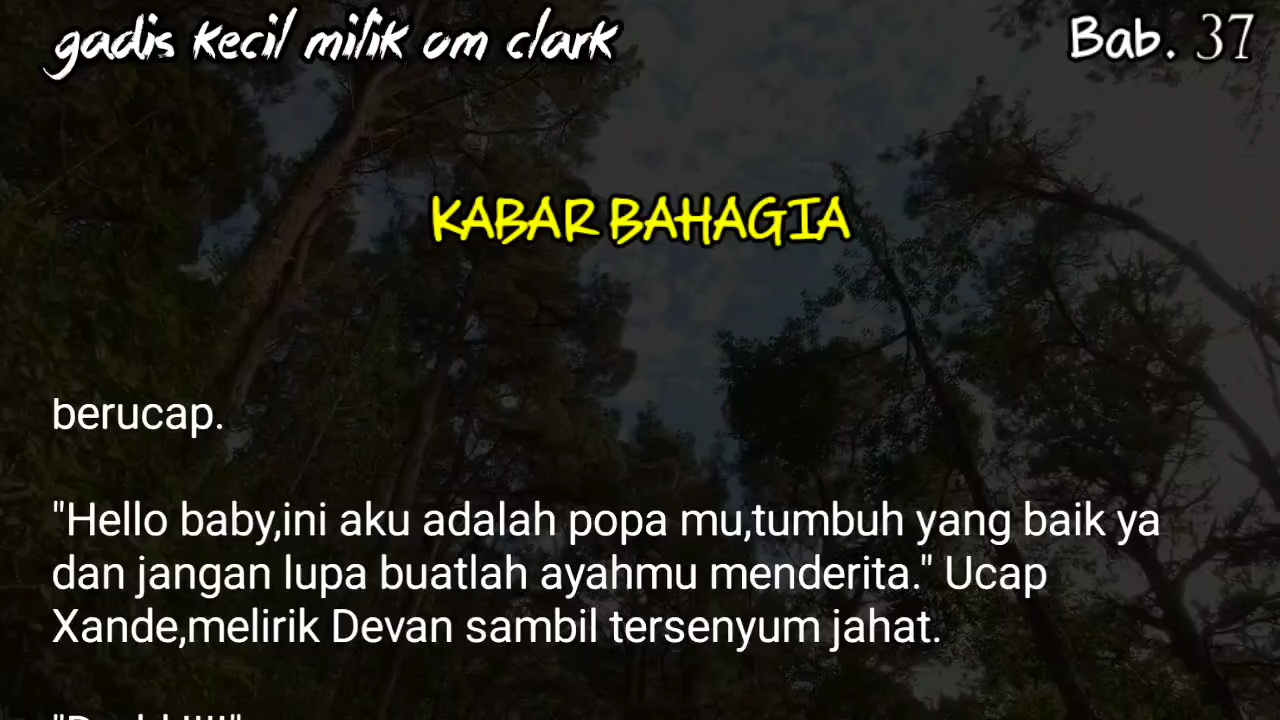 gadis kecil milik om clark
Bab. 37
KABAR BAHAGIA
berucap.
"Hello baby,ini aku adalah popa mu,tumbuh yang baik ya
dan jangan lupa buatlah ayahmu menderita." Ucap
Xande,melirik Devan sambil tersenyum jahat.